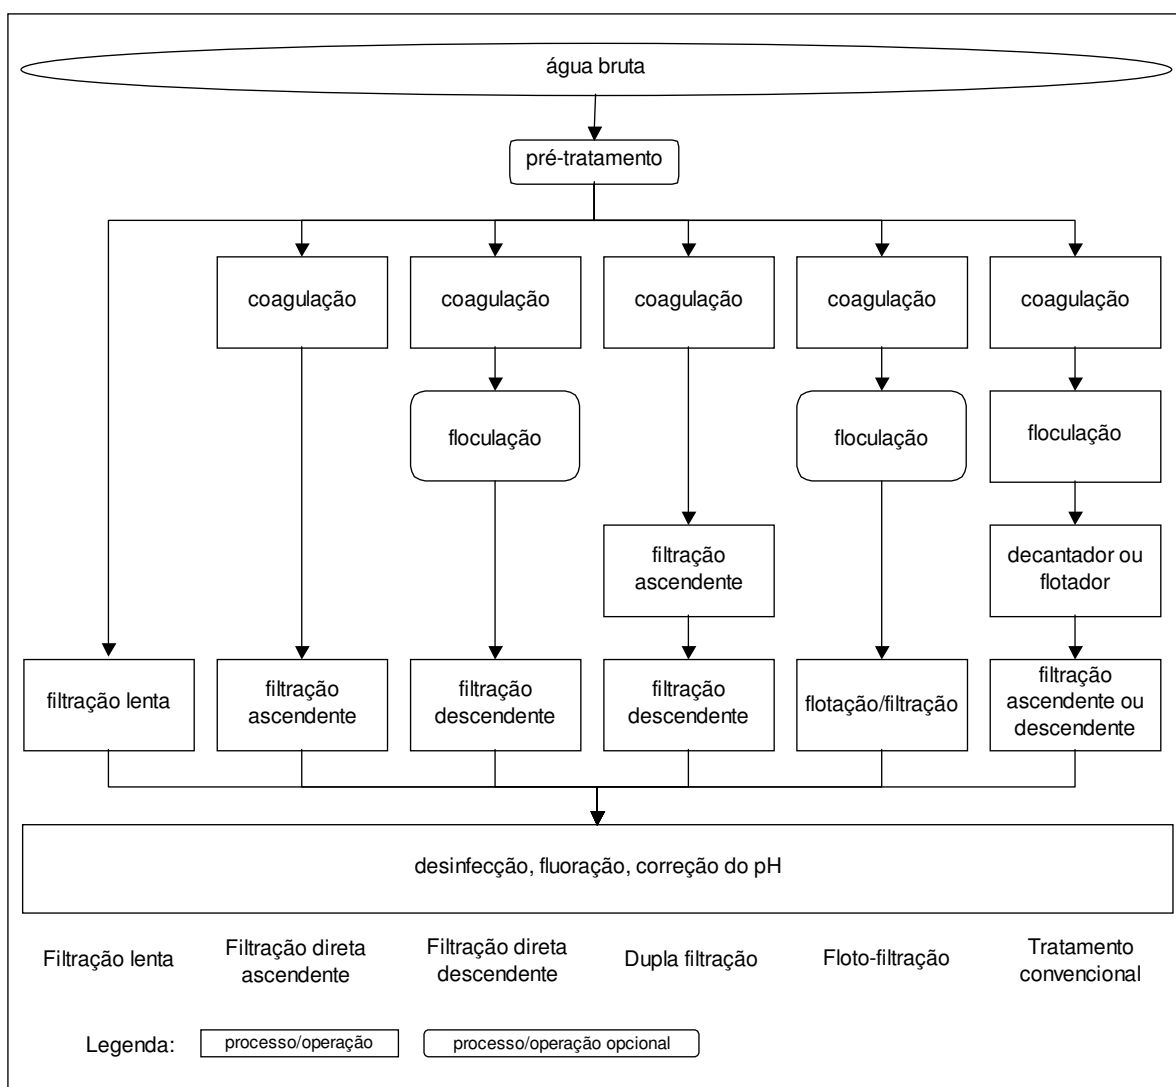 água bruta
pré-tratamento
coagulação
coagulação
coagulação
coagulação
coagulação
floculação
floculação
floculação
filtração
ascendente
decantador ou
flotador
filtração lenta
filtração
ascendente
filtração
descendente
filtração
descendente
flotação/filtração
filtração
ascendente ou
descendente
desinfecção, fluoração, correção do pH
Filtração lenta
Filtração direta
ascendente
Filtração direta
descendente
Dupla filtração
Floto-filtração
Tratamento
convencional
Legenda:
processo/operação
processo/operação opcional